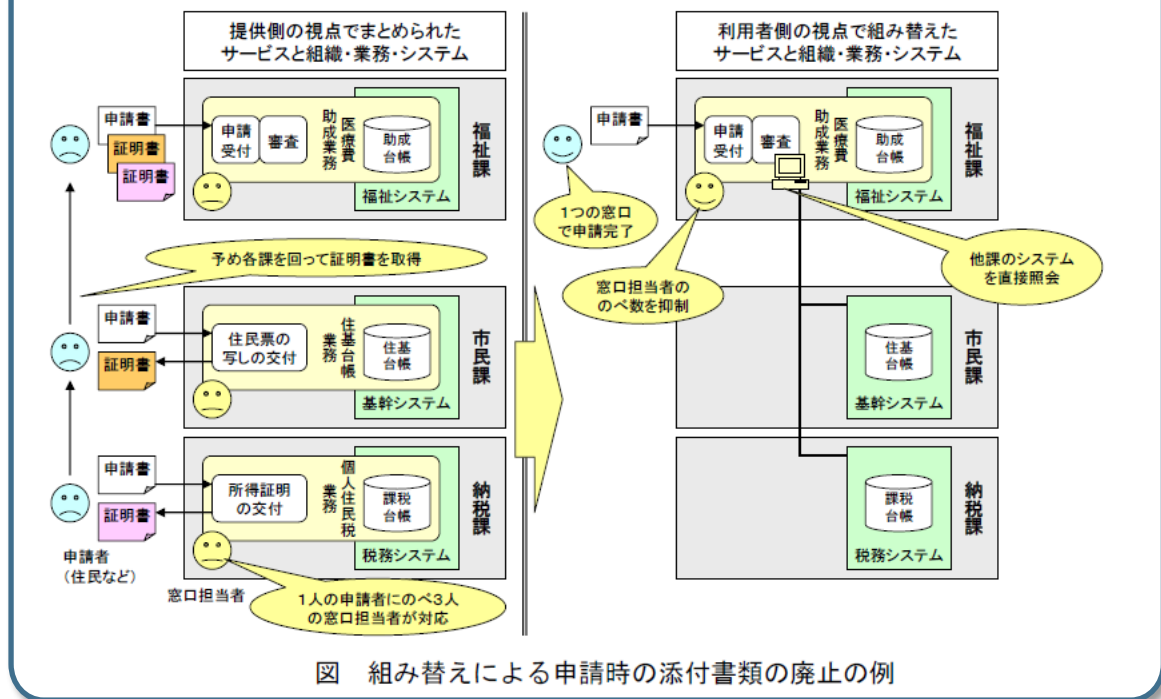 提供側の視点でまとめられた
サービスと組織・業務・システム
申請書
証明書
証明書
申請
受付
審査
医療費
助成業務
助成
台帳
福祉システム
福祉課
予め各課を回って証明書を取得
申請書
証明書
住民票の
写しの交付
住基台帳
業務
住基
台帳
基幹システム
市民課
申請書
証明書
所得証明
の交付
個人住民税
業務
課税
台帳
税務システム
納税課
申請者
(住民など)
窓口担当者
1人の申請者にのべ3人
の窓口担当者が対応
利用者側の視点で組み替えた
サービスと組織・業務・システム
申請書
申請
受付
審査
医療費
助成業務
助成
台帳
福祉システム
福祉課
1つの窓口
で申請完了
窓口担当者の
のべ数を抑制
他課のシステム
を直接照会
住基
台帳
基幹システム
市民課
課税
台帳
税務システム
納税課
図 組み替えによる申請時の添付書類の廃止の例